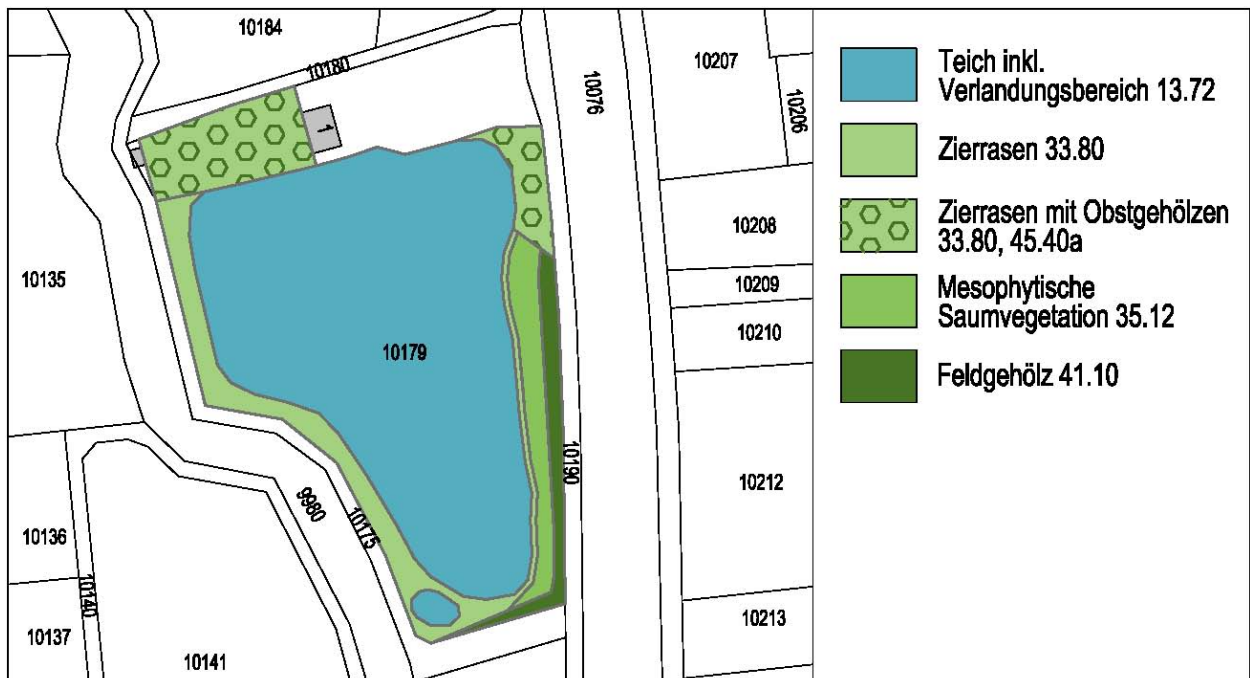 10184
10180
10076
10207
10206
1
10208
10135
10209
10210
10179
10190
10212
9980
10175
10136
10140
10137
10141
10213
Teich inkl.
Verlandungsbereich 13.72
Zierrasen 33.80
Zierrasen mit Obstgehölzen
33.80, 45.40a
Mesophytische
Saumvegetation 35.12
Feldgehölz 41.10